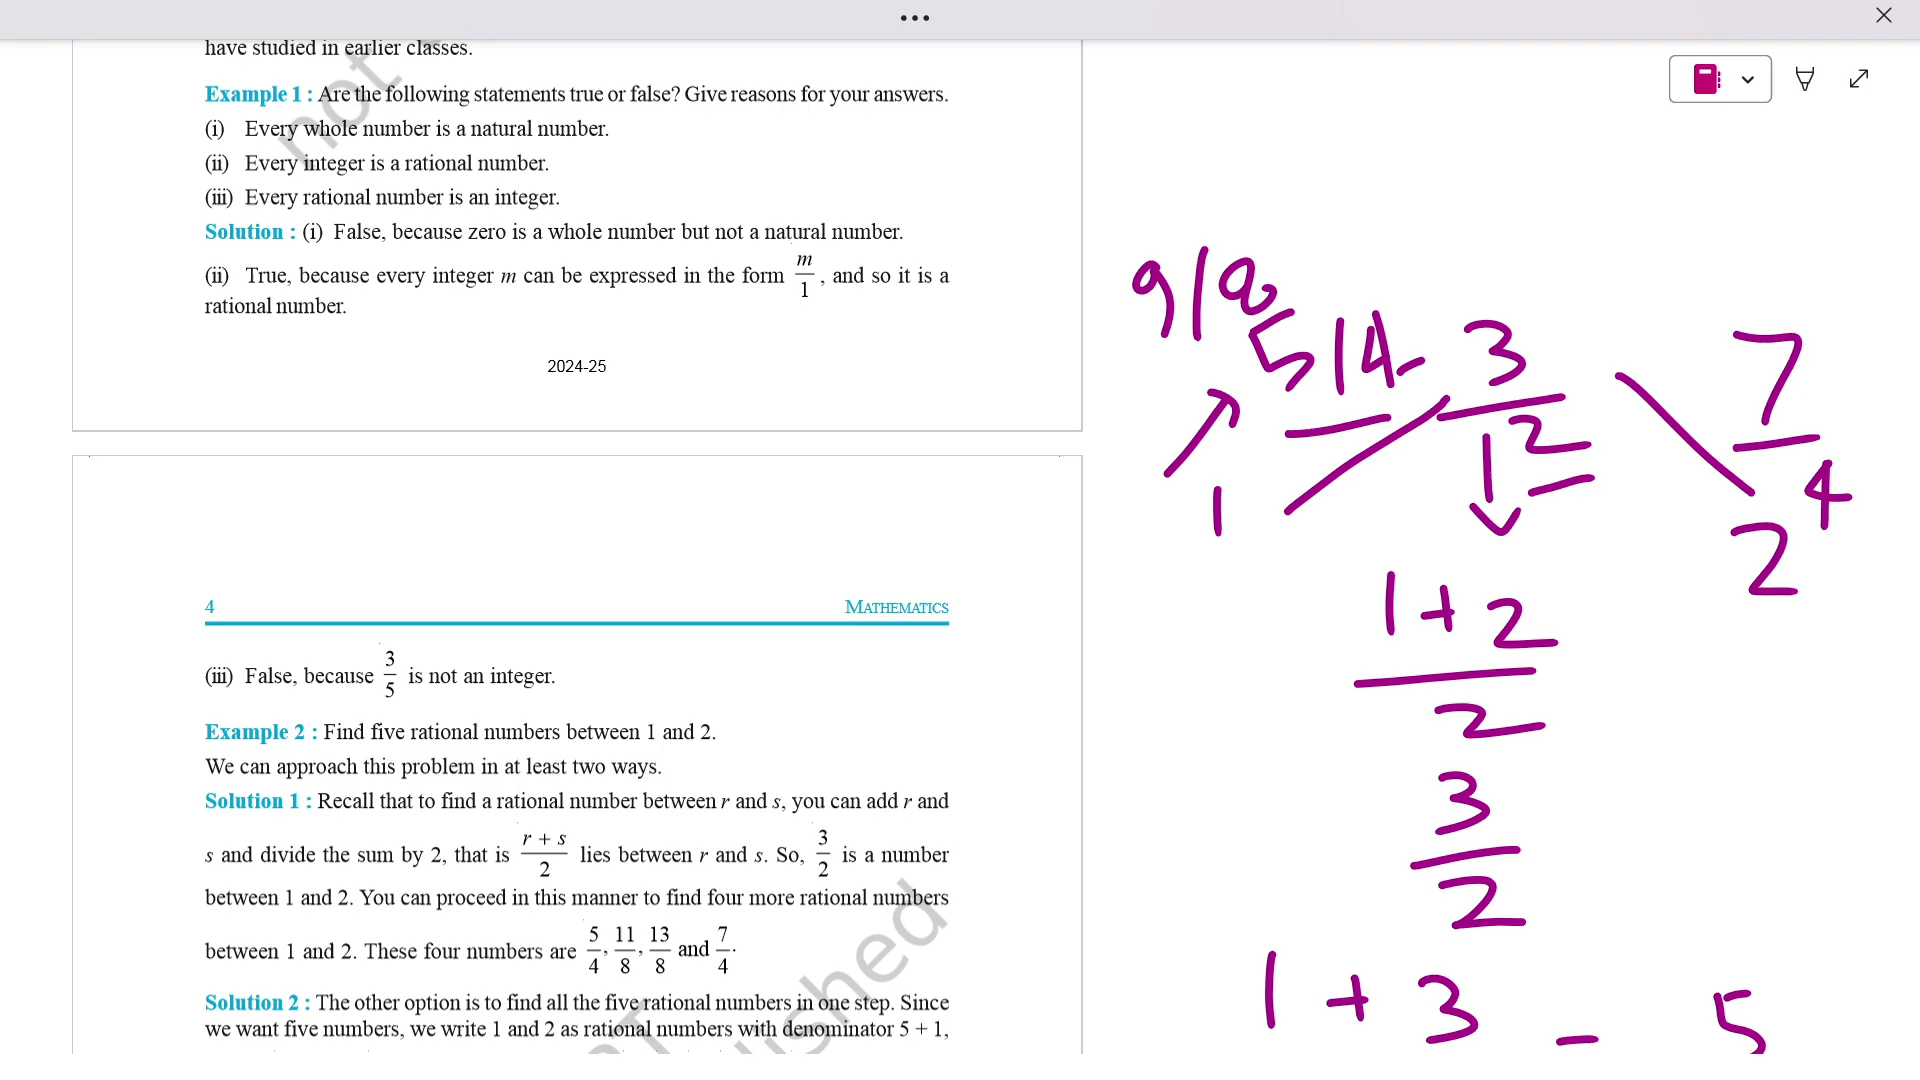 have studied in earlier classes.
Example 1 : Are the following statements true or false? Give reasons for your answers.
(i) Every whole number is a natural number.
(ii) Every integer is a rational number.
(iii) Every rational number is an integer.
Solution : (i) False, because zero is a whole number but not a natural number.
(ii) True, because every integer m can be expressed in the form m/1, and so it is a
rational number.
2024-25
4 MATHEMATICS
(iii) False, because 3/5 is not an integer.
Example 2 : Find five rational numbers between 1 and 2.
We can approach this problem in at least two ways.
Solution 1 : Recall that to find a rational number between r and s, you can add r and
s and divide the sum by 2, that is r + s/2 lies between r and s. So, 3/2 is a number
between 1 and 2. You can proceed in this manner to find four more rational numbers
between 1 and 2. These four numbers are 5/4, 11/8, 13/8 and 7/4.
Solution 2 : The other option is to find all the five rational numbers in one step. Since
we want five numbers, we write 1 and 2 as rational numbers with denominator 5 + 1,
not
9/8
5/4
3/2
7/4
1
2
1+2
2
3
2
1 + 3 = 5